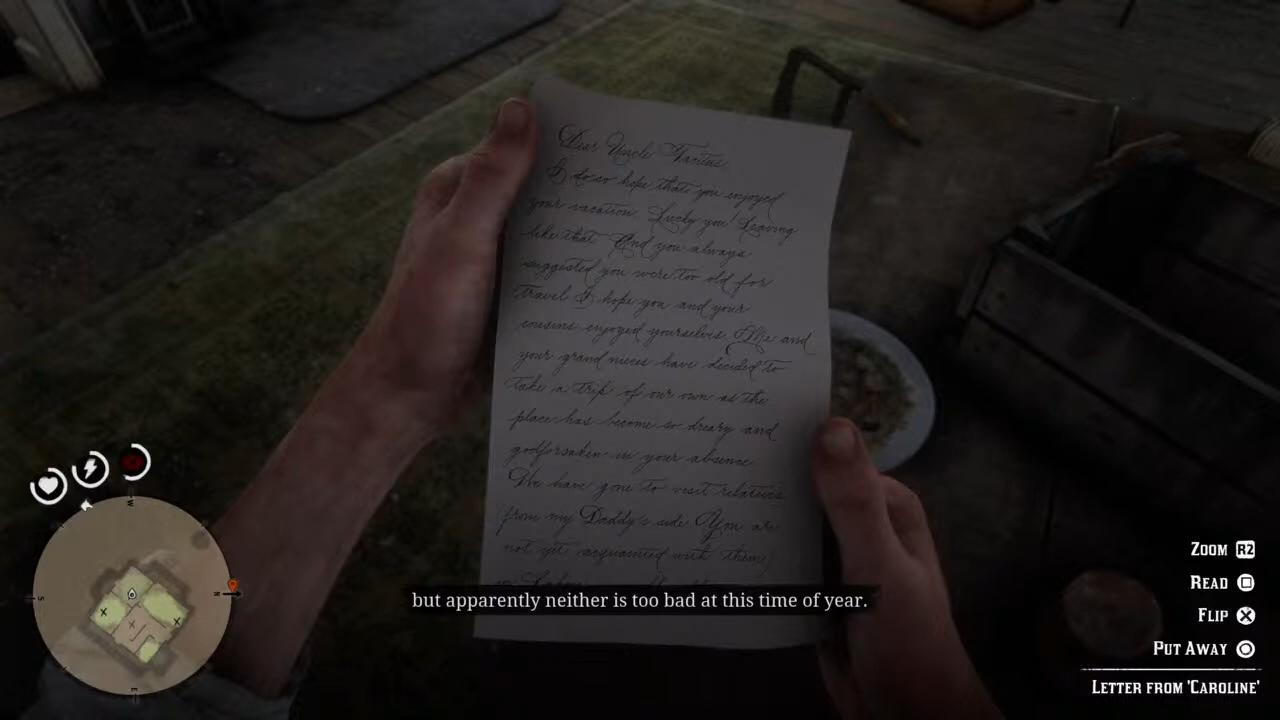 Dear Uncle Tacitus
I do so hope that you enjoyed
your vacation. Lucky you! Leaving
like that. And you always
suggested you were too old for
travel I hope you and your
cousins enjoyed yourselves. Me and
your grand nieces have decided to
take a trip of our own as the
place has become so dreary and
godforsaken in your absence.
We have gone to visit relatives
from my Daddy's side. You are
not yet acquainted with them,
but apparently neither is too bad at this time of year.
W
S
N
E
ZOOM R2
READ
FLIP
PUT AWAY
LETTER FROM 'CAROLINE'